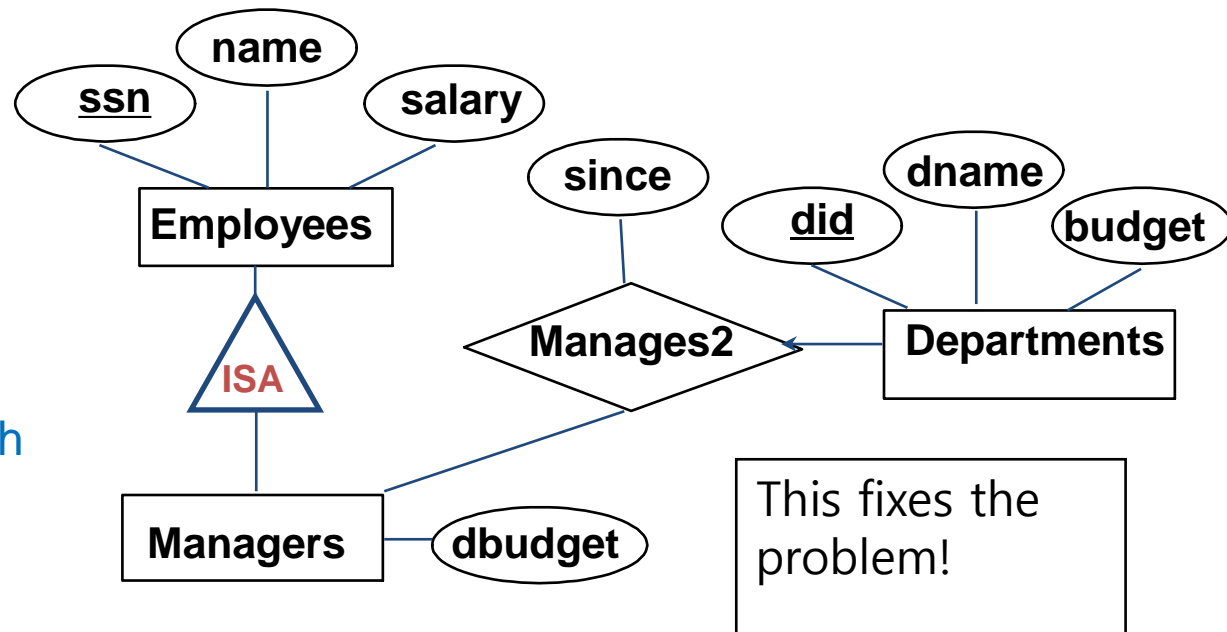 name
ssn
salary
since
dname
did
budget
Employees
Manages2
Departments
ISA
h
Managers
dbudget
This fixes the
problem!